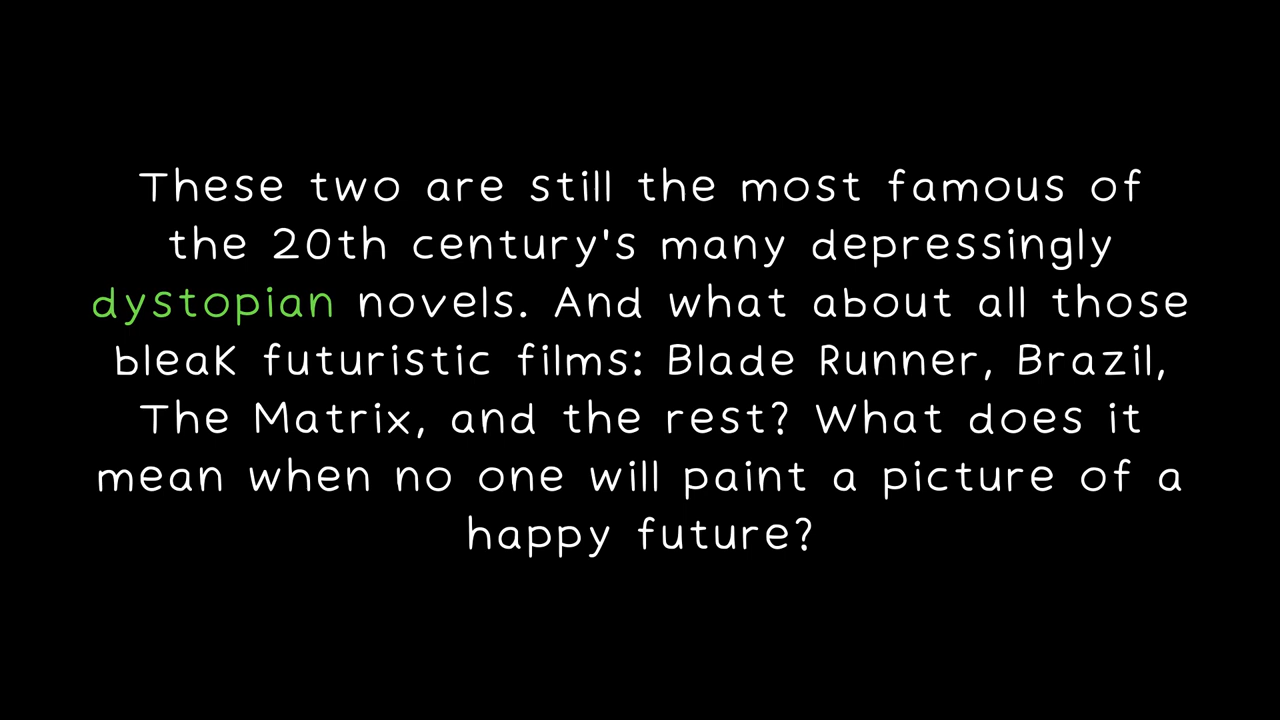 These two are still the most famous of
the 20th century's many depressingly
dystopian novels. And what about all those
bleak futuristic films: Blade Runner, Brazil,
The Matrix, and the rest? What does it
mean when no one will paint a picture of a
happy future?